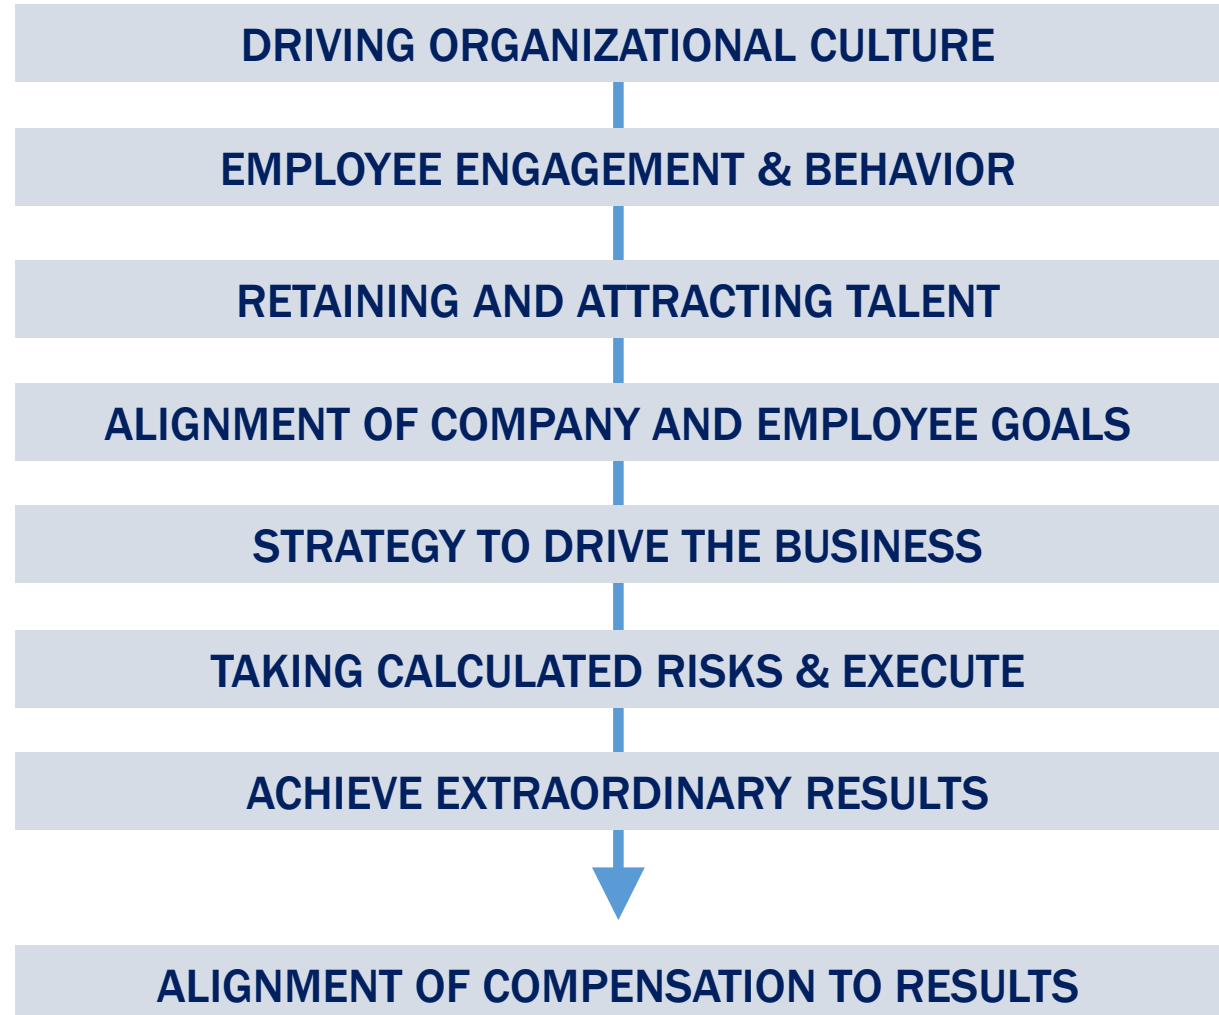 DRIVING ORGANIZATIONAL CULTURE
EMPLOYEE ENGAGEMENT & BEHAVIOR
RETAINING AND ATTRACTING TALENT
ALIGNMENT OF COMPANY AND EMPLOYEE GOALS
STRATEGY TO DRIVE THE BUSINESS
TAKING CALCULATED RISKS & EXECUTE
ACHIEVE EXTRAORDINARY RESULTS
ALIGNMENT OF COMPENSATION TO RESULTS